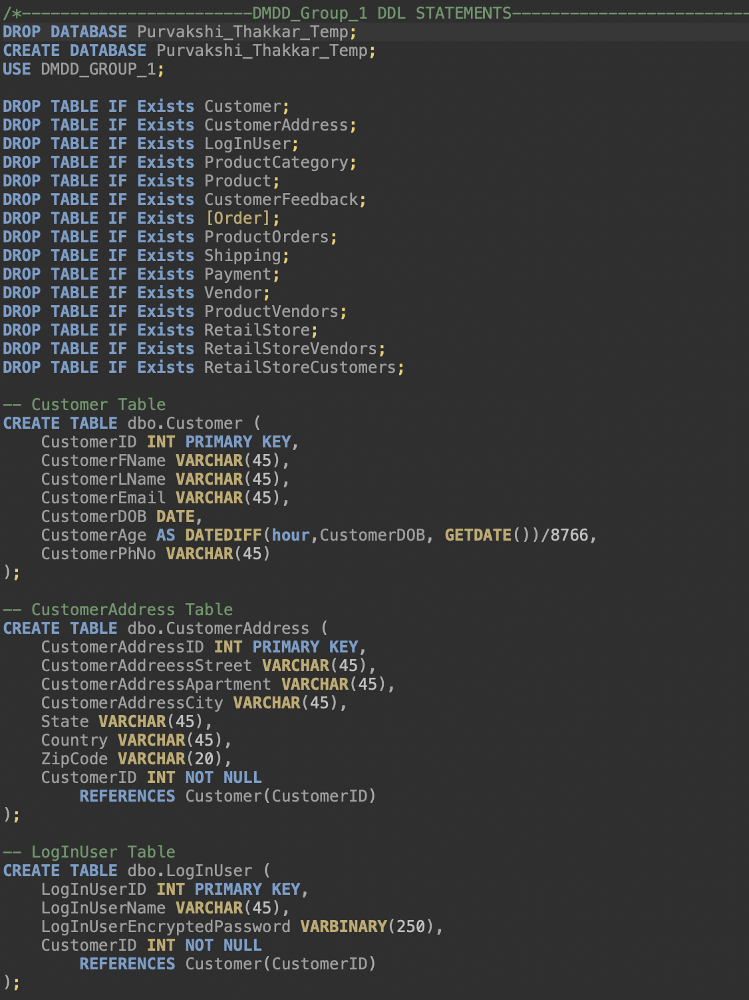 /*------------------------DMDD_Group_1 DDL STATEMENTS-------------------------
DROP DATABASE Purvakshi_Thakkar_Temp;
CREATE DATABASE Purvakshi_Thakkar_Temp;
USE DMDD_GROUP_1;

DROP TABLE IF Exists Customer;
DROP TABLE IF Exists CustomerAddress;
DROP TABLE IF Exists LogInUser;
DROP TABLE IF Exists ProductCategory;
DROP TABLE IF Exists Product;
DROP TABLE IF Exists CustomerFeedback;
DROP TABLE IF Exists [Order];
DROP TABLE IF Exists ProductOrders;
DROP TABLE IF Exists Shipping;
DROP TABLE IF Exists Payment;
DROP TABLE IF Exists Vendor;
DROP TABLE IF Exists ProductVendors;
DROP TABLE IF Exists RetailStore;
DROP TABLE IF Exists RetailStoreVendors;
DROP TABLE IF Exists RetailStoreCustomers;

-- Customer Table
CREATE TABLE dbo.Customer (
    CustomerID INT PRIMARY KEY,
    CustomerFName VARCHAR(45),
    CustomerLName VARCHAR(45),
    CustomerEmail VARCHAR(45),
    CustomerDOB DATE,
    CustomerAge AS DATEDIFF(hour,CustomerDOB, GETDATE())/8766,
    CustomerPhNo VARCHAR(45)
);

-- CustomerAddress Table
CREATE TABLE dbo.CustomerAddress (
    CustomerAddressID INT PRIMARY KEY,
    CustomerAddreessStreet VARCHAR(45),
    CustomerAddressApartment VARCHAR(45),
    CustomerAddressCity VARCHAR(45),
    State VARCHAR(45),
    Country VARCHAR(45),
    ZipCode VARCHAR(20),
    CustomerID INT NOT NULL
        REFERENCES Customer(CustomerID)
);

-- LogInUser Table
CREATE TABLE dbo.LogInUser (
    LogInUserID INT PRIMARY KEY,
    LogInUserName VARCHAR(45),
    LogInUserEncryptedPassword VARBINARY(250),
    CustomerID INT NOT NULL
        REFERENCES Customer(CustomerID)
);